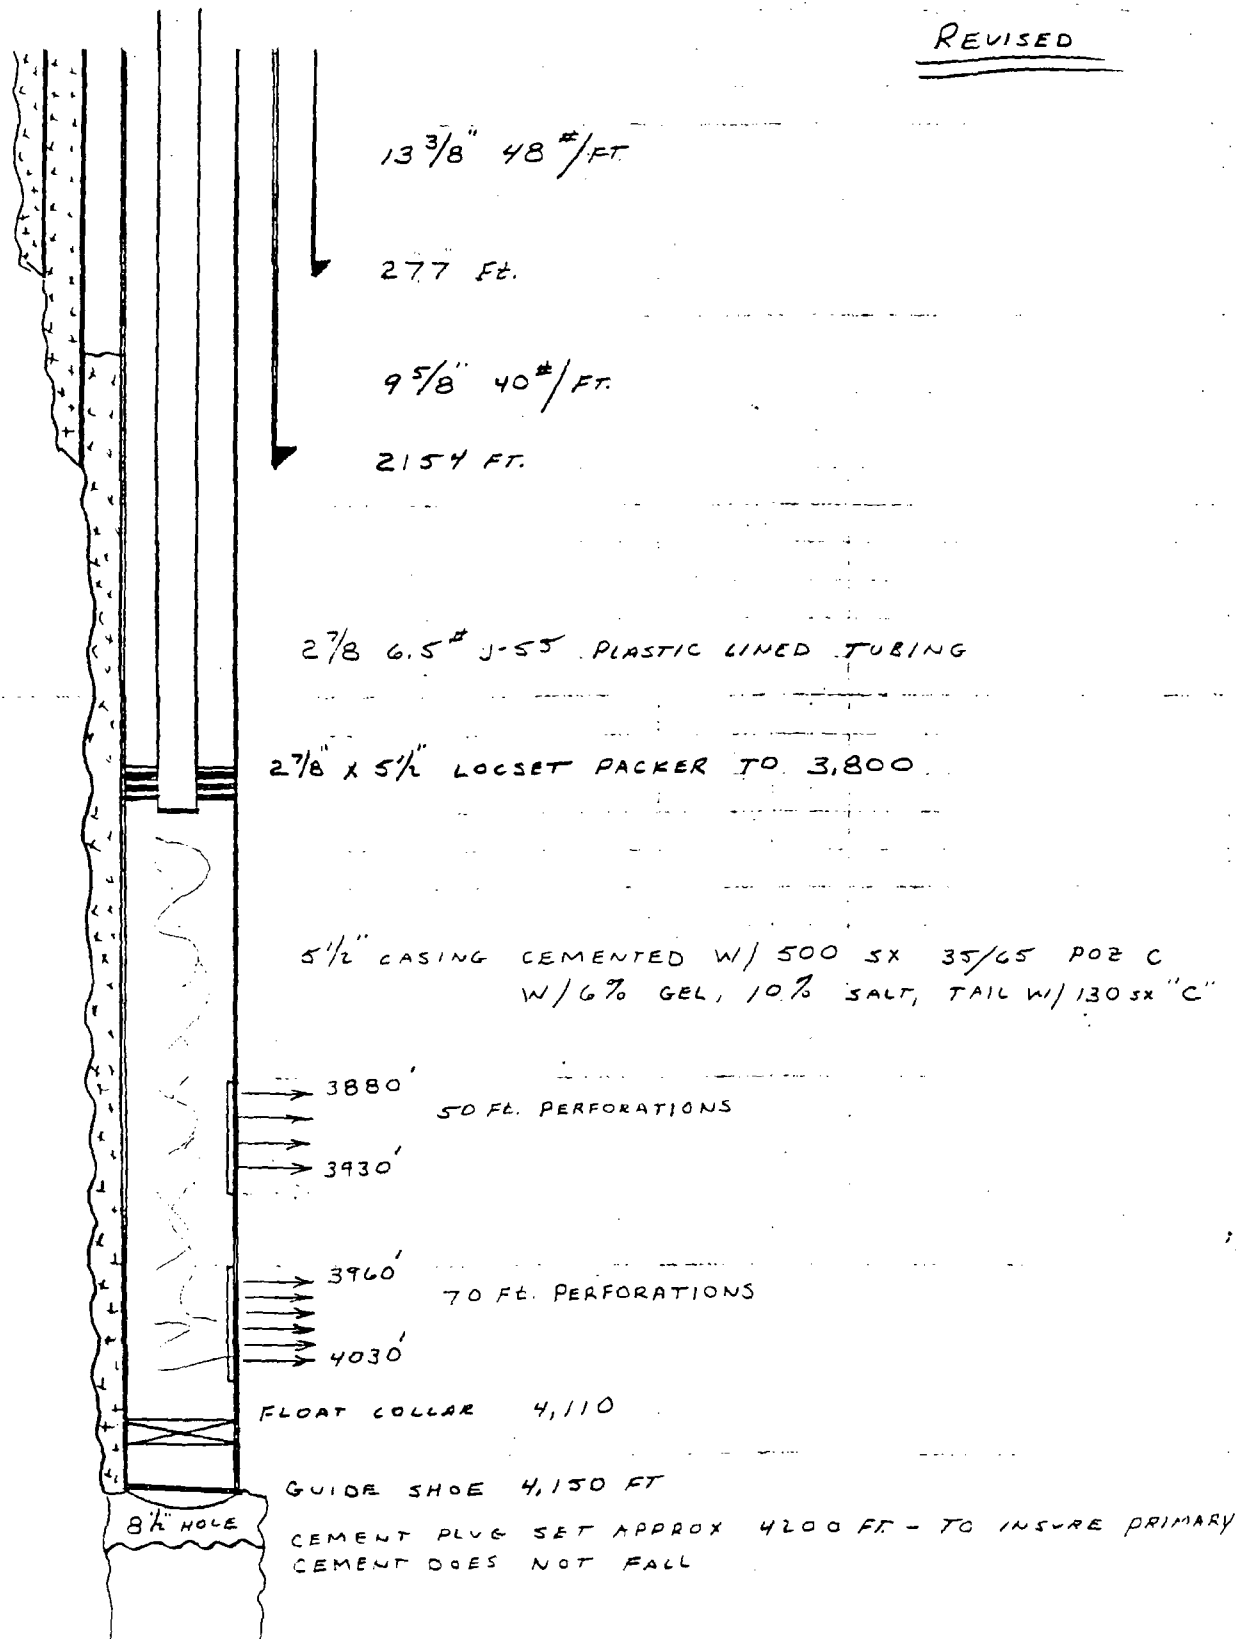 REVISED
13 3/8" 48 #/FT
277 Ft.
9 5/8" 40 #/FT.
2154 FT.
2 7/8 6.5 # J-55 PLASTIC LINED TUBING
2 7/8" X 5 1/2" LOCSET PACKER TO 3,800
5 1/2" CASING CEMENTED W/ 500 SX 35/65 POZ C
W/ 6% GEL, 10% SALT, TAIL W/ 130 SX "C"
3880'
50 Ft. PERFORATIONS
3930'
3960'
70 Ft. PERFORATIONS
4030'
FLOAT COLLAR 4,110
GUIDE SHOE 4,150 FT
8 1/2" HOLE
CEMENT PLUG SET APPROX 4200 FT. - TO INSURE PRIMARY
CEMENT DOES NOT FALL